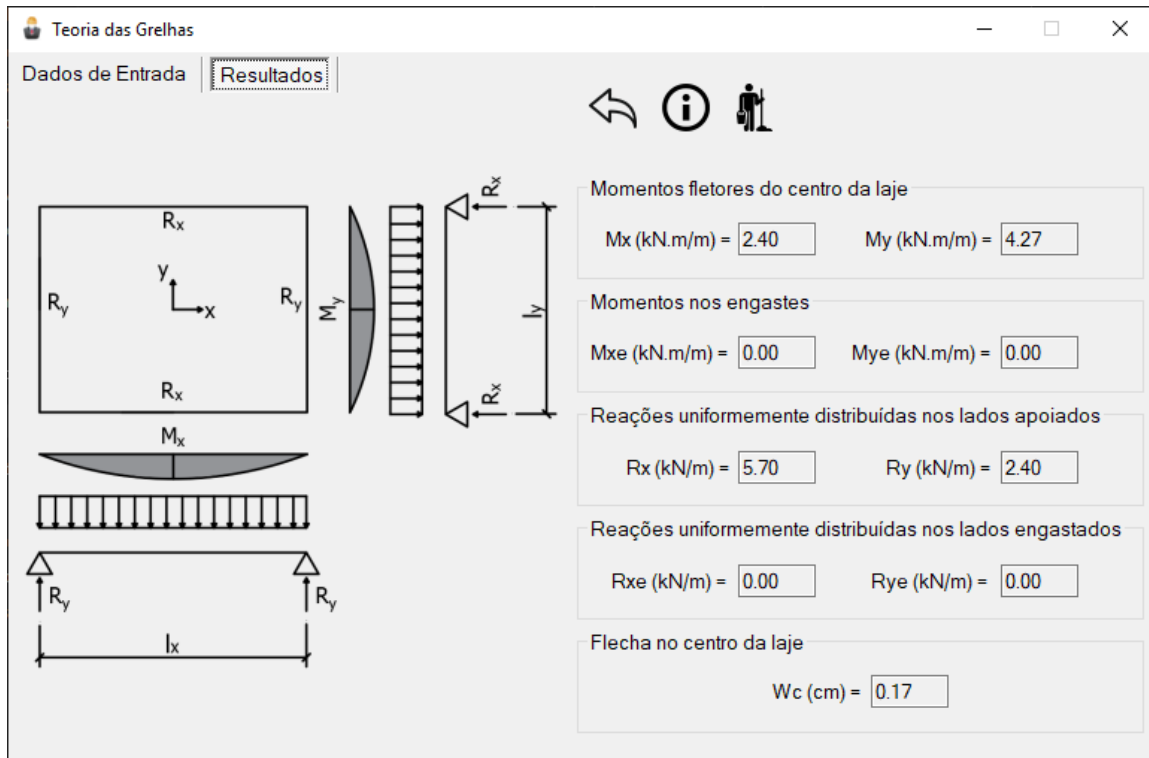 Teoria das Grelhas
Dados de Entrada Resultados
Rx
Ry
y
x
Ry
Rx
My
Rx
ly
Rx
Mx
Ry
Ry
lx
Momentos fletores do centro da laje
Mx (kN.m/m) = 2.40 My (kN.m/m) = 4.27
Momentos nos engastes
Mxe (kN.m/m) = 0.00 Mye (kN.m/m) = 0.00
Reações uniformemente distribuídas nos lados apoiados
Rx (kN/m) = 5.70 Ry (kN/m) = 2.40
Reações uniformemente distribuídas nos lados engastados
Rxe (kN/m) = 0.00 Rye (kN/m) = 0.00
Flecha no centro da laje
Wc (cm) = 0.17